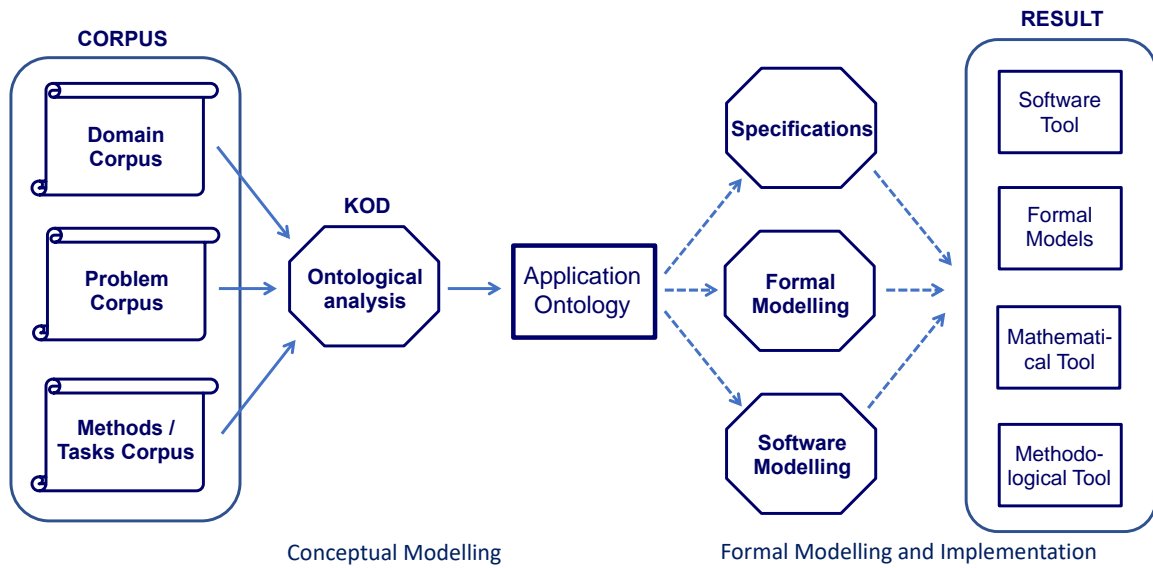 CORPUS
Domain
Corpus
Problem
Corpus
Methods /
Tasks Corpus
KOD
Ontological
analysis
Application
Ontology
Specifications
Formal
Modelling
Software
Modelling
RESULT
Software
Tool
Formal
Models
Mathemati-
cal Tool
Methodo-
logical Tool
Conceptual Modelling
Formal Modelling and Implementation